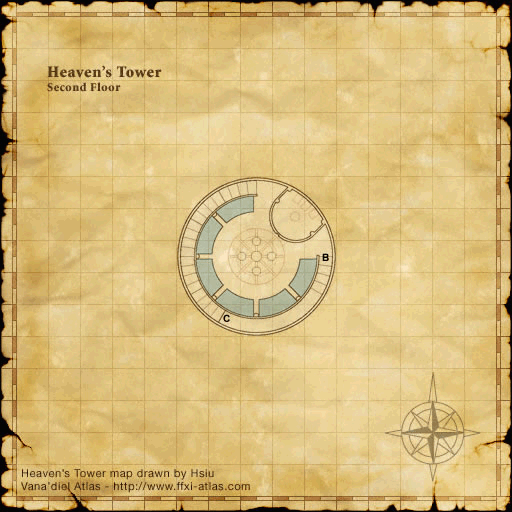 Heaven's Tower
Second Floor
B
C
Heaven's Tower map drawn by Hsiu
Vana'diel Atlas - http://www.ffxi-atlas.com